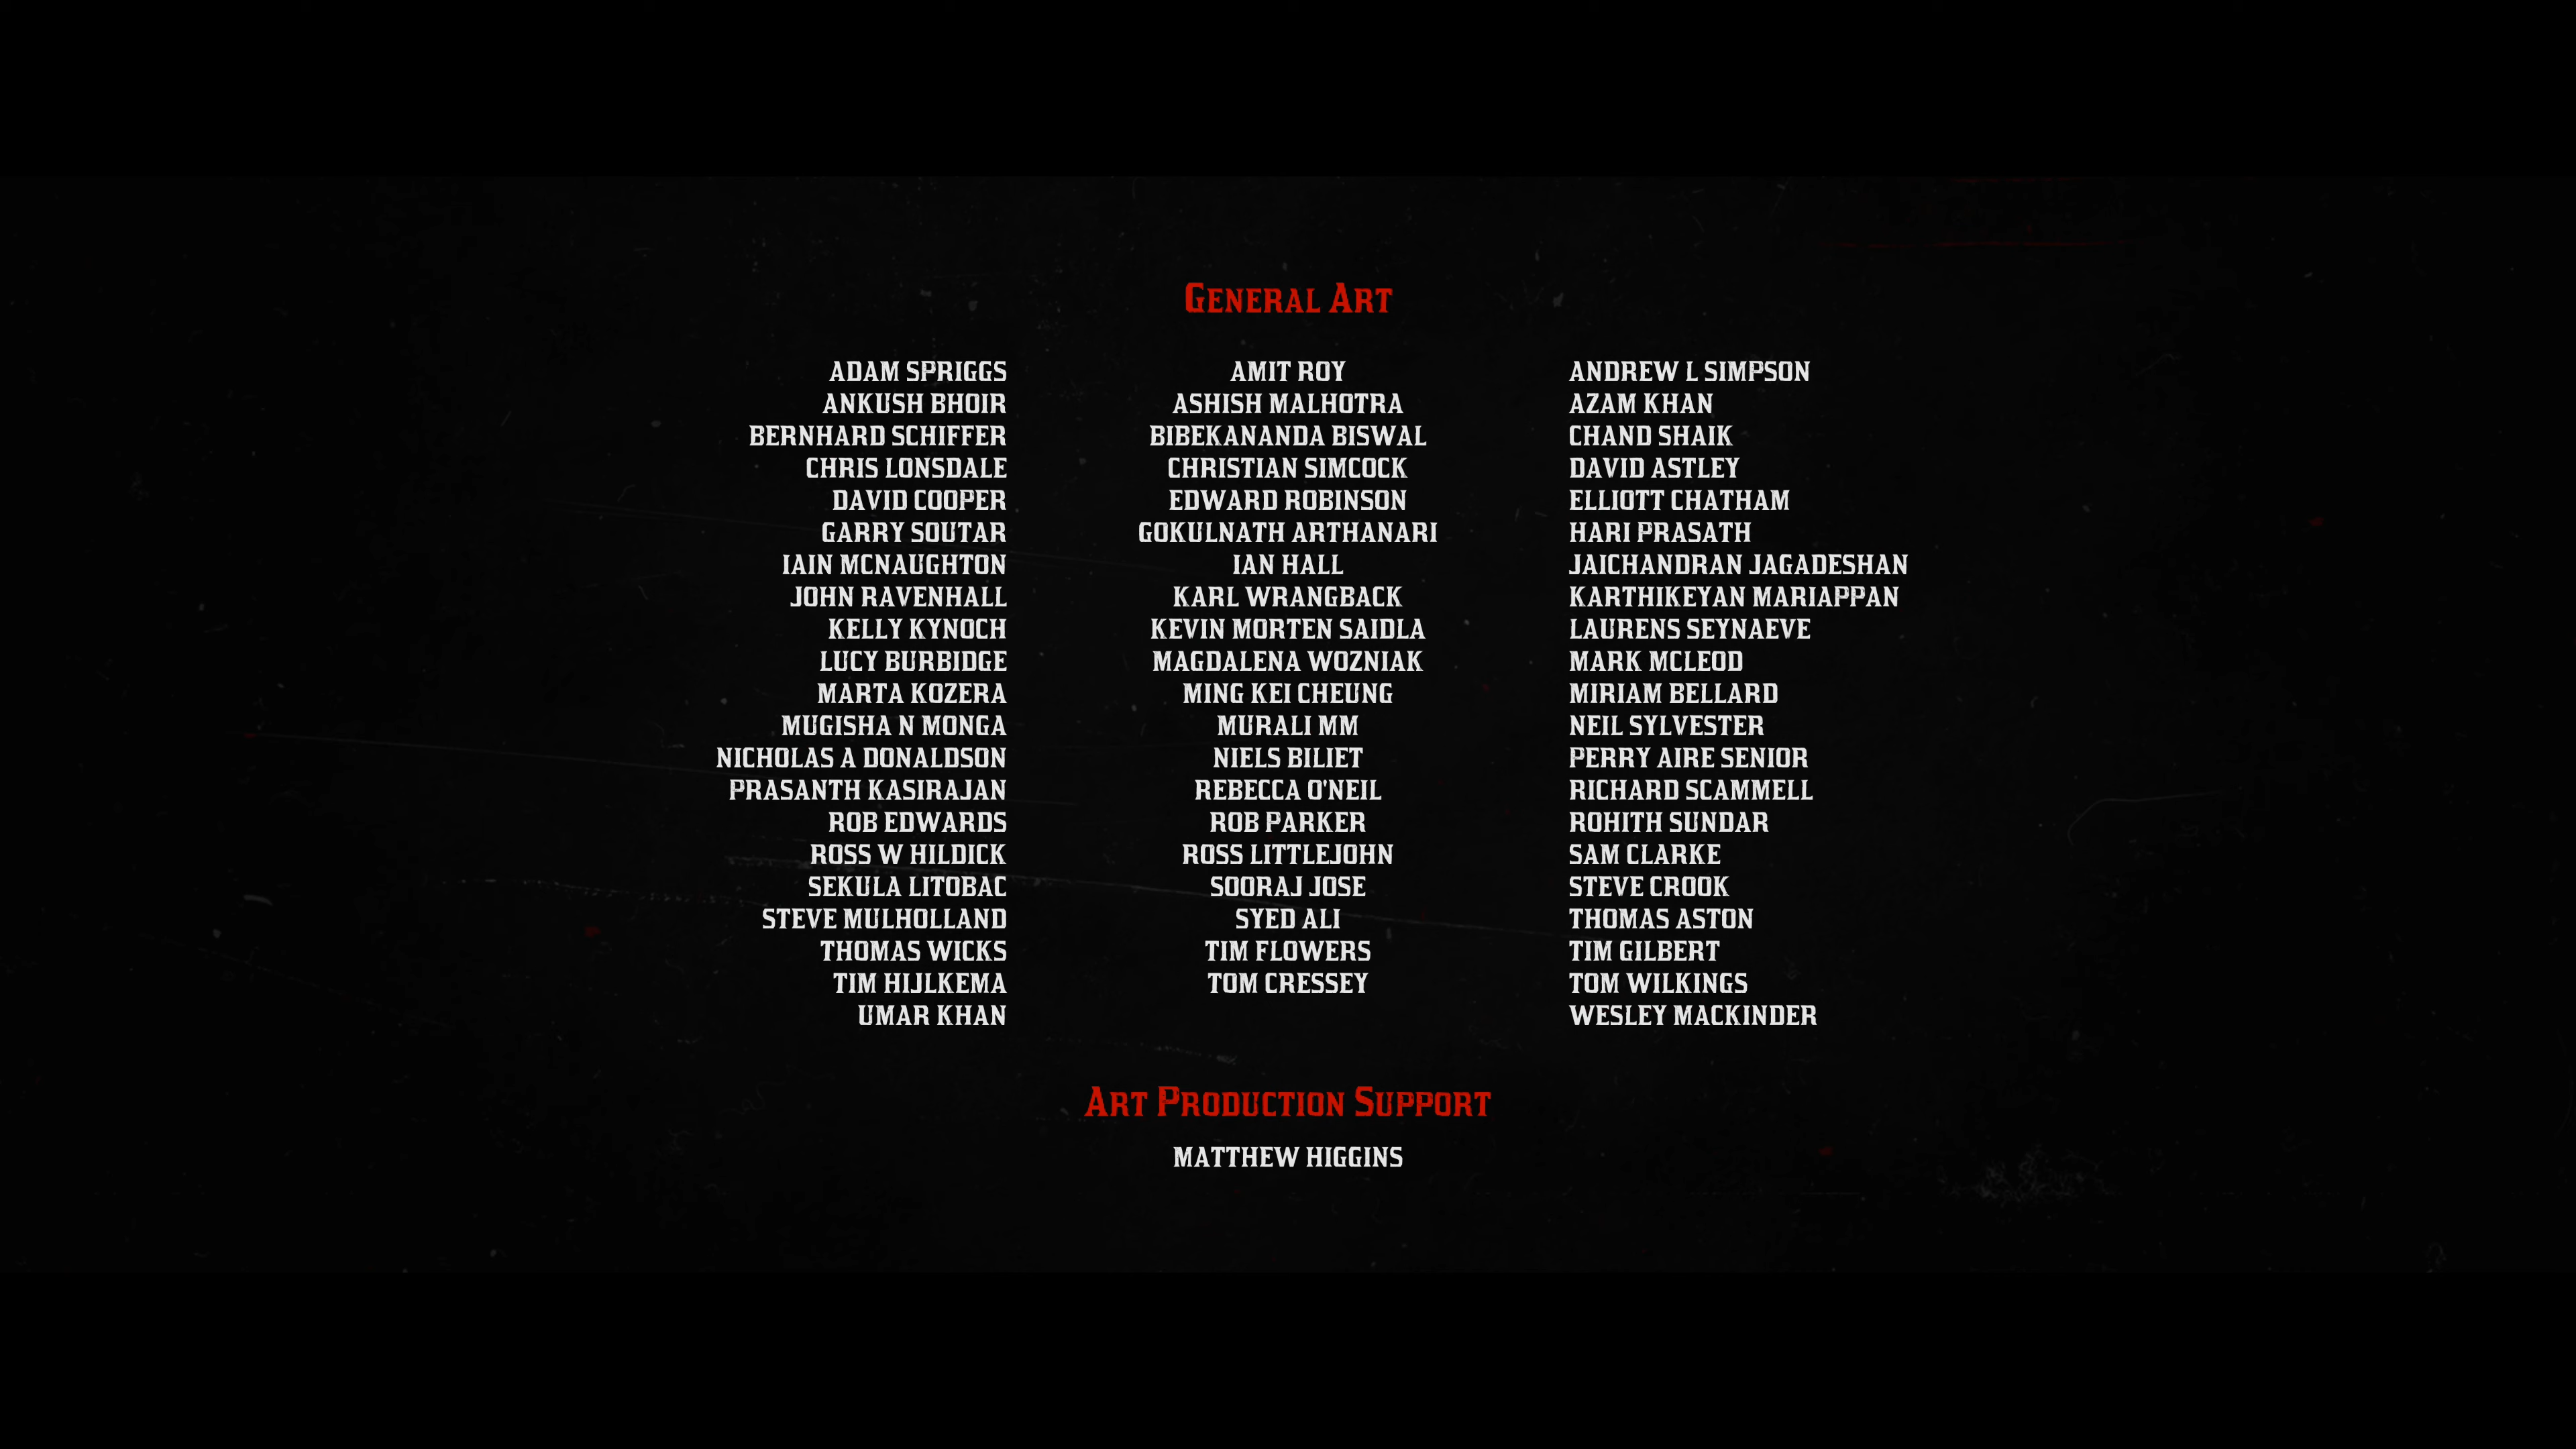 General Art
ADAM SPRIGGS AMIT ROY ANDREW L SIMPSON
ANKUSH BHOIR ASHISH MALHOTRA AZAM KHAN
BERNHARD SCHIFFER BIBEKANANDA BISWAL CHAND SHAIK
CHRIS LONSDALE CHRISTIAN SIMCOCK DAVID ASTLEY
DAVID COOPER EDWARD ROBINSON ELLIOTT CHATHAM
GARRY SOUTAR GOKULNATH ARTHANARI HARI PRASATH
IAIN MCNAUGHTON IAN HALL JAICHANDRAN JAGADESHAN
JOHN RAVENHALL KARL WRANGBACK KARTHIKEYAN MARIAPPAN
KELLY KYNOCH KEVIN MORTEN SAIDLA LAURENS SEYNAEVE
LUCY BURBIDGE MAGDALENA WOZNIAK MARK MCLEOD
MARTA KOZERA MING KEI CHEUNG MIRIAM BELLARD
MUGISHA N MONGA MURALI MM NEIL SYLVESTER
NICHOLAS A DONALDSON NIELS BILIET PERRY AIRE SENIOR
PRASANTH KASIRAJAN REBECCA O'NEIL RICHARD SCAMMELL
ROB EDWARDS ROB PARKER ROHITH SUNDAR
ROSS W HILDICK ROSS LITTLEJOHN SAM CLARKE
SEKULA LITOBAC SOORAJ JOSE STEVE CROOK
STEVE MULHOLLAND SYED ALI THOMAS ASTON
THOMAS WICKS TIM FLOWERS TIM GILBERT
TIM HIJLKEMA TOM CRESSEY TOM WILKINGS
UMAR KHAN WESLEY MACKINDER
Art Production Support
MATTHEW HIGGINS